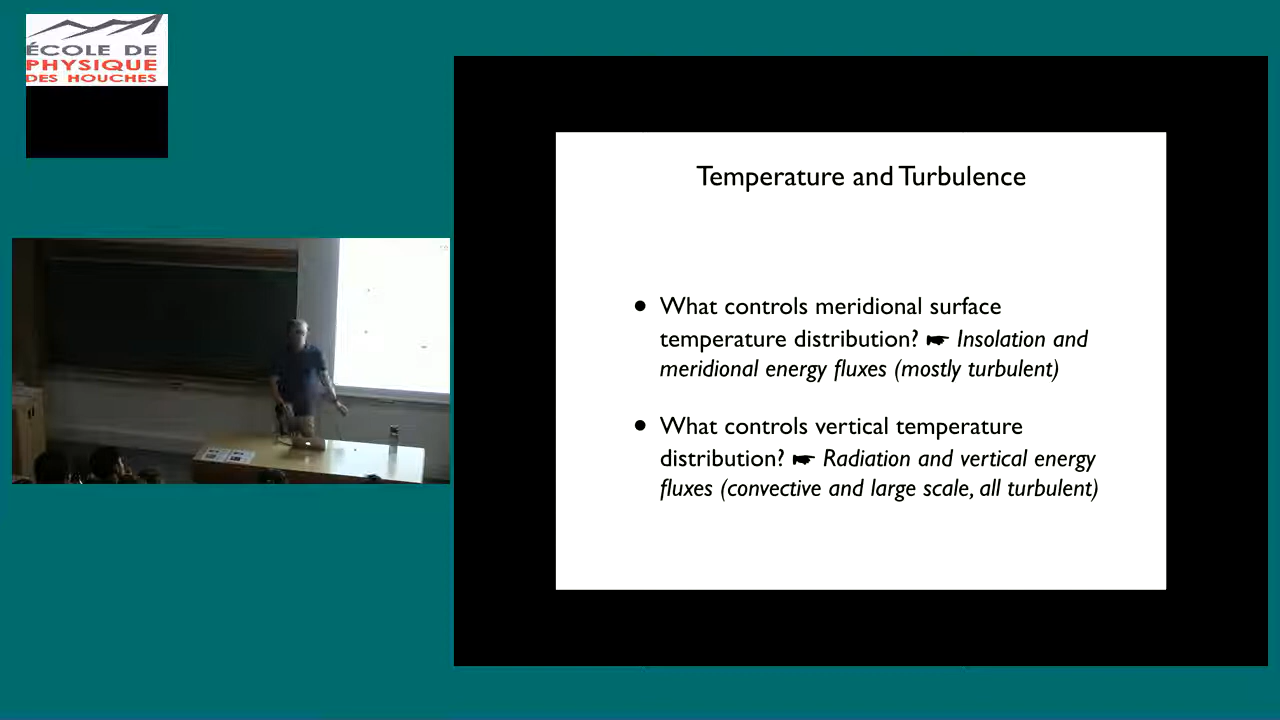 ÉCOLE DE
PHYSIQUE
DES HOUCHES
Temperature and Turbulence
● What controls meridional surface
temperature distribution? ☛ Insolation and
meridional energy fluxes (mostly turbulent)
● What controls vertical temperature
distribution? ☛ Radiation and vertical energy
fluxes (convective and large scale, all turbulent)